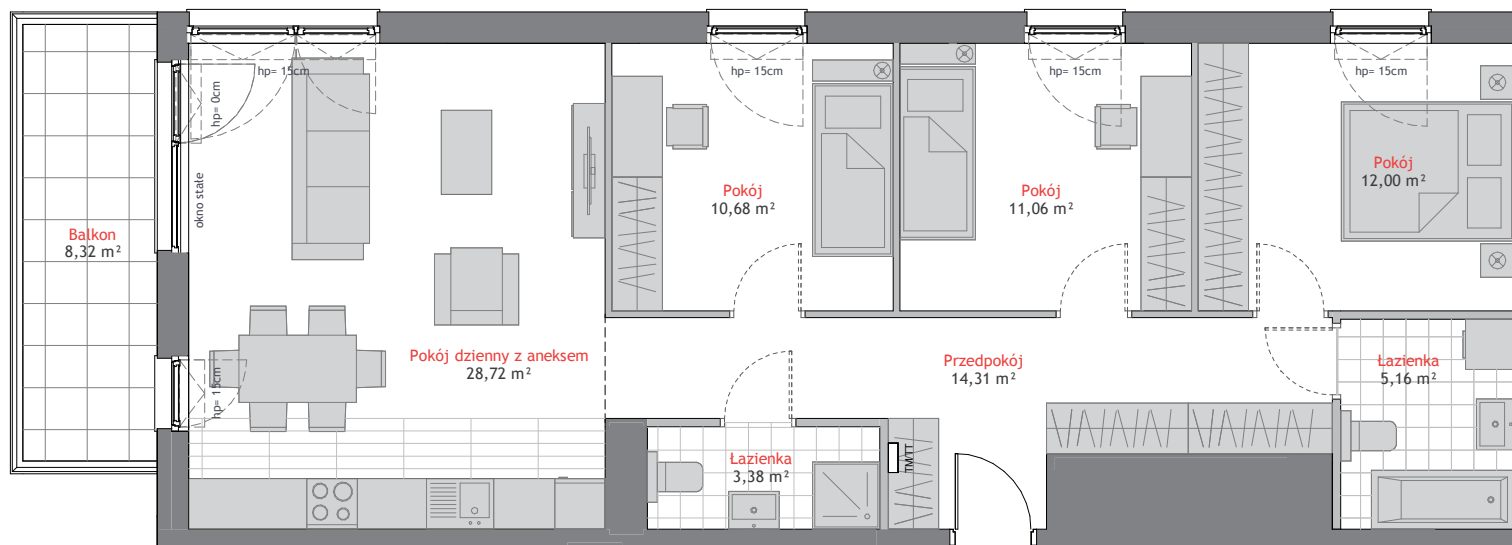 hp= 15cm
hp= 15cm
hp= 15cm
hp= 15cm
hp= 0cm
okno stałe
Balkon
8,32 m²
Pokój
10,68 m²
Pokój
11,06 m²
Pokój
12,00 m²
Pokój dzienny z aneksem
28,72 m²
Przedpokój
14,31 m²
Łazienka
5,16 m²
hp= 15cm
Łazienka
3,38 m²
TM/TT